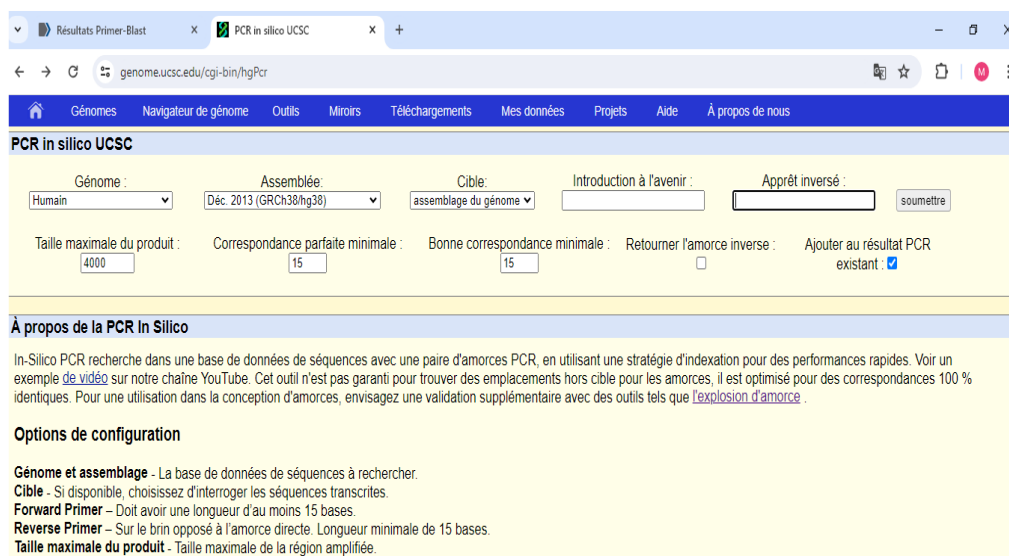 Résultats Primer-Blast
PCR in silico UCSC
genome.ucsc.edu/cgi-bin/hgPcr
M
Génomes Navigateur de génome Outils Miroirs Téléchargements Mes données Projets Aide À propos de nous
PCR in silico UCSC
Génome : Assemblée: Cible: Introduction à l'avenir : Apprêt inversé :
Humain Déc. 2013 (GRCh38/hg38) assemblage du génome soumettre
Taille maximale du produit : Correspondance parfaite minimale : Bonne correspondance minimale : Retourner l'amorce inverse : Ajouter au résultat PCR
4000 15 15 existant :
À propos de la PCR In Silico
In-Silico PCR recherche dans une base de données de séquences avec une paire d'amorces PCR, en utilisant une stratégie d'indexation pour des performances rapides. Voir un
exemple de vidéo sur notre chaîne YouTube. Cet outil n'est pas garanti pour trouver des emplacements hors cible pour les amorces, il est optimisé pour des correspondances 100 %
identiques. Pour une utilisation dans la conception d'amorces, envisagez une validation supplémentaire avec des outils tels que l'explosion d'amorce .
Options de configuration
Génome et assemblage - La base de données de séquences à rechercher.
Cible - Si disponible, choisissez d'interroger les séquences transcrites.
Forward Primer – Doit avoir une longueur d'au moins 15 bases.
Reverse Primer – Sur le brin opposé à l'amorce directe. Longueur minimale de 15 bases.
Taille maximale du produit - Taille maximale de la région amplifiée.